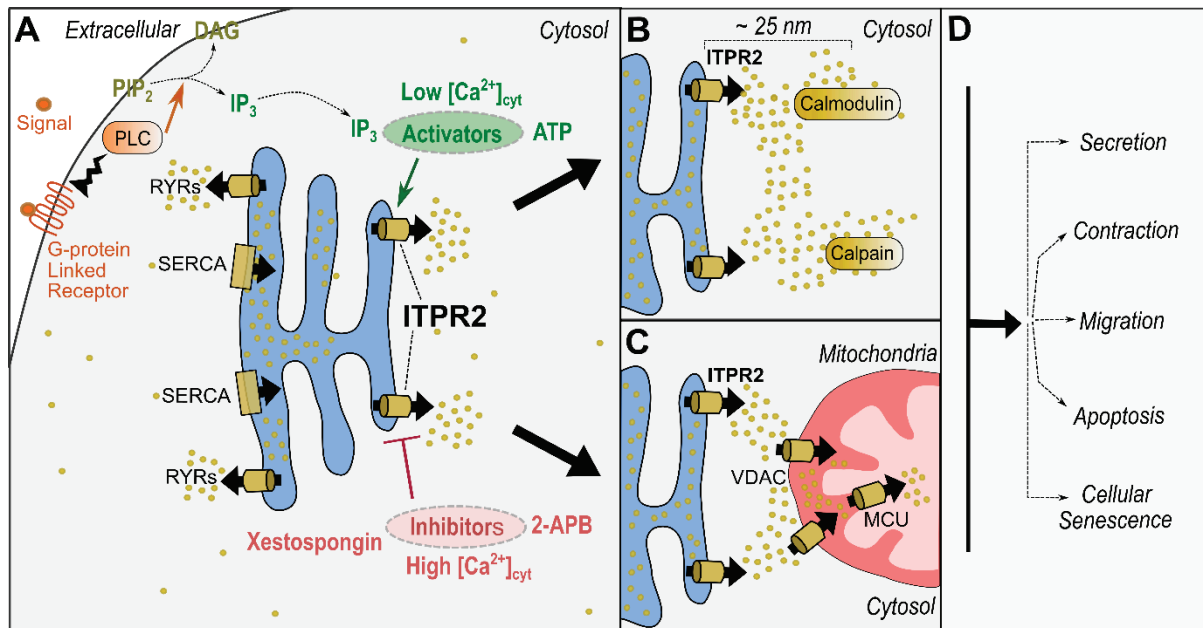 A
Extracellular
DAG
Cytosol
PIP2
IP3
IP3
Signal
PLC
Low [Ca2+]cyt
Activators
ATP
RYRs
G-protein
Linked
Receptor
SERCA
ITPR2
SERCA
RYRs
Xestospongin
Inhibitors
2-APB
High [Ca2+]cyt
B
~ 25 nm
Cytosol
ITPR2
Calmodulin
Calpain
C
Mitochondria
ITPR2
VDAC
MCU
Cytosol
D
Secretion
Contraction
Migration
Apoptosis
Cellular
Senescence